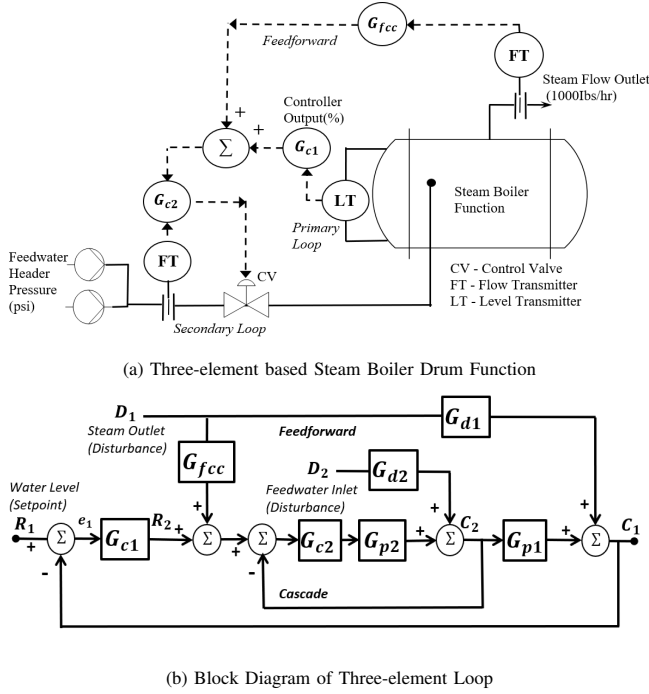 G_fcc
Feedforward
FT
Steam Flow Outlet
(1000Ibs/hr)
Controller
Output(%)
+
+
Σ
G_c1
LT
Steam Boiler
Function
G_c2
Primary
Loop
Feedwater
Header
Pressure
(psi)
FT
CV
CV - Control Valve
FT - Flow Transmitter
LT - Level Transmitter
Secondary Loop
(a) Three-element based Steam Boiler Drum Function
D_1
Steam Outlet
(Disturbance)
Feedforward
G_d1
G_fcc
D_2
G_d2
Water Level
(Setpoint)
Feedwater Inlet
(Disturbance)
R_1
+
Σ
-
e_1
G_c1
R_2
+
+
Σ
+
Σ
-
G_c2
G_p2
+
+
Σ
C_2
G_p1
+
+
Σ
C_1
Cascade
(b) Block Diagram of Three-element Loop